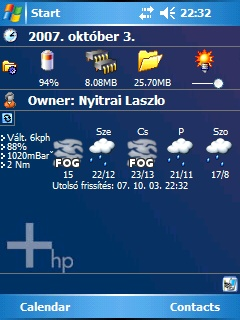 Start 22:32
2007. október 3.
94% 8.08MB 25.70MB
Owner: Nyitrai Laszlo
Sze Cs P Szo
Vált. 6kph
88%
1020mBar
2 Nm
FOG FOG
15 22/12 23/13 21/11 17/8
Utolsó frissítés: 07. 10. 03. 22:32
hp
Calendar Contacts